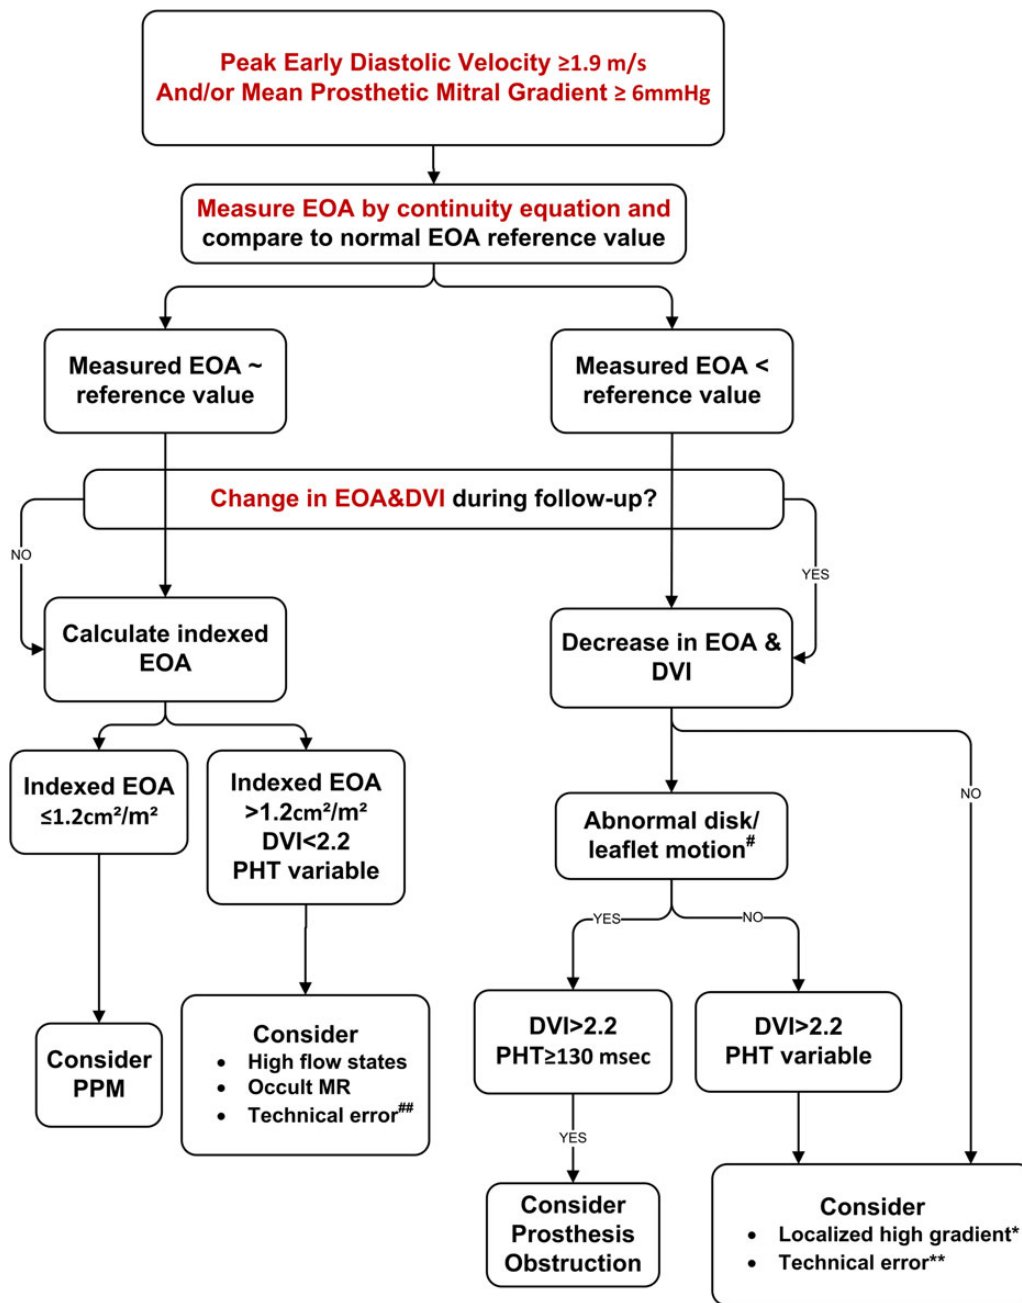 Peak Early Diastolic Velocity ≥1.9 m/s
And/or Mean Prosthetic Mitral Gradient ≥ 6mmHg
Measure EOA by continuity equation and
compare to normal EOA reference value
Measured EOA ~
reference value
Measured EOA <
reference value
Change in EOA&DVI during follow-up?
NO
YES
Calculate indexed
EOA
Decrease in EOA &
DVI
Indexed EOA
≤1.2cm²/m²
Indexed EOA
>1.2cm²/m²
DVI<2.2
PHT variable
NO
Abnormal disk/
leaflet motion#
YES
NO
DVI>2.2
PHT≥130 msec
DVI>2.2
PHT variable
Consider
PPM
Consider
• High flow states
• Occult MR
• Technical error##
YES
Consider
Prosthesis
Obstruction
Consider
• Localized high gradient*
• Technical error**